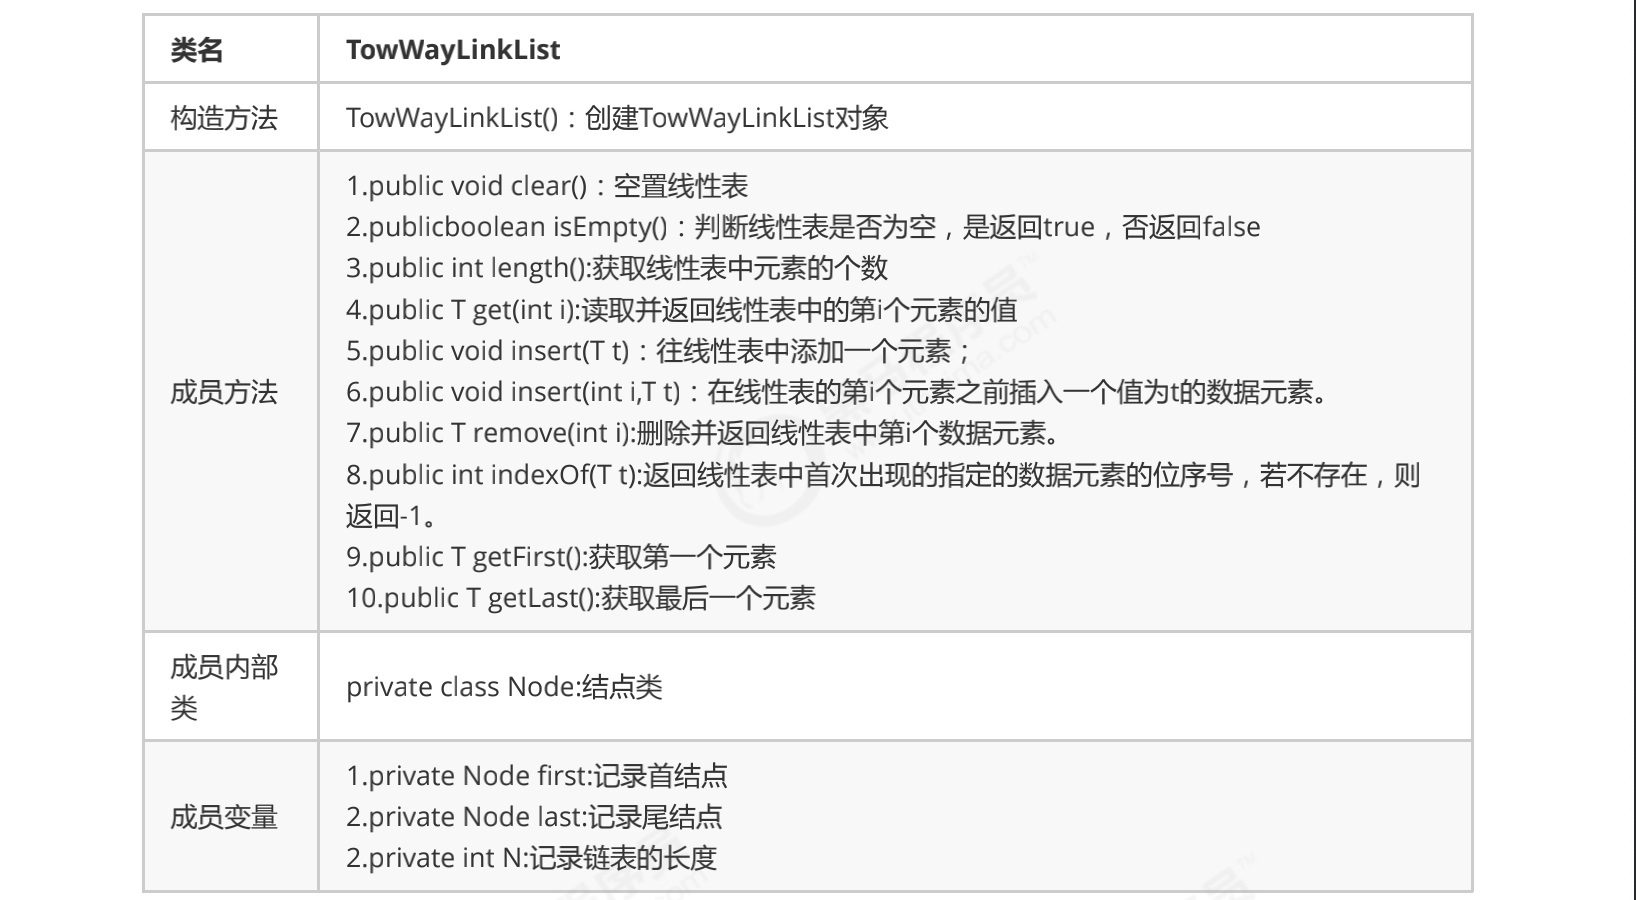 类名 TowWayLinkList
构造方法 TowWayLinkList()：创建TowWayLinkList对象
成员方法
1.public void clear()：空置线性表
2.publicboolean isEmpty()：判断线性表是否为空，是返回true，否返回false
3.public int length():获取线性表中元素的个数
4.public T get(int i):读取并返回线性表中的第i个元素的值
5.public void insert(T t)：往线性表中添加一个元素；
6.public void insert(int i,T t)：在线性表的第i个元素之前插入一个值为t的数据元素。
7.public T remove(int i):删除并返回线性表中第i个数据元素。
8.public int indexOf(T t):返回线性表中首次出现的指定的数据元素的位序号，若不存在，则
返回-1。
9.public T getFirst():获取第一个元素
10.public T getLast():获取最后一个元素
成员内部
类
private class Node:结点类
成员变量
1.private Node first:记录首结点
2.private Node last:记录尾结点
2.private int N:记录链表的长度